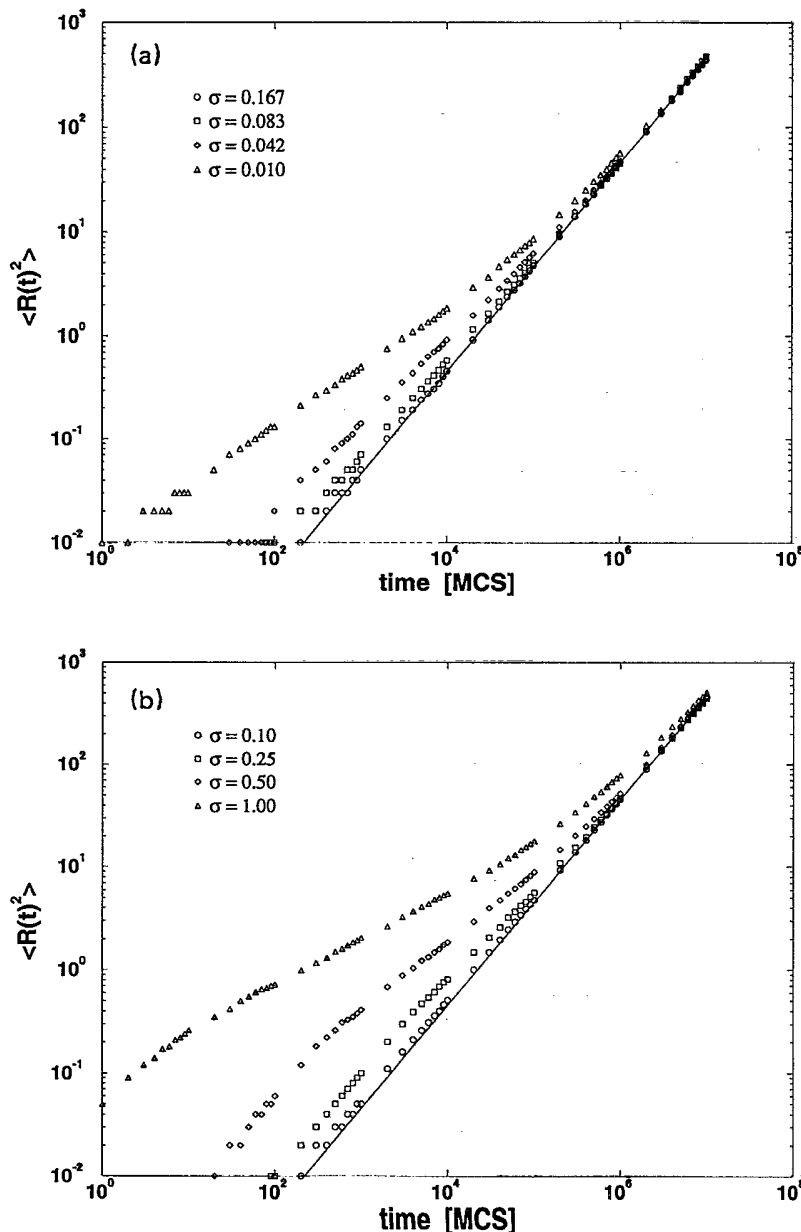 10³
(a)
σ = 0.167
σ = 0.083
σ = 0.042
σ = 0.010
10²
10¹
10⁰
10⁻¹
10⁻²
<R(t)²>
10⁰ 10² 10⁴ 10⁶ 10⁸
time [MCS]
10³
(b)
σ = 0.10
σ = 0.25
σ = 0.50
σ = 1.00
10²
10¹
10⁰
10⁻¹
10⁻²
<R(t)²>
10⁰ 10² 10⁴ 10⁶ 10⁸
time [MCS]